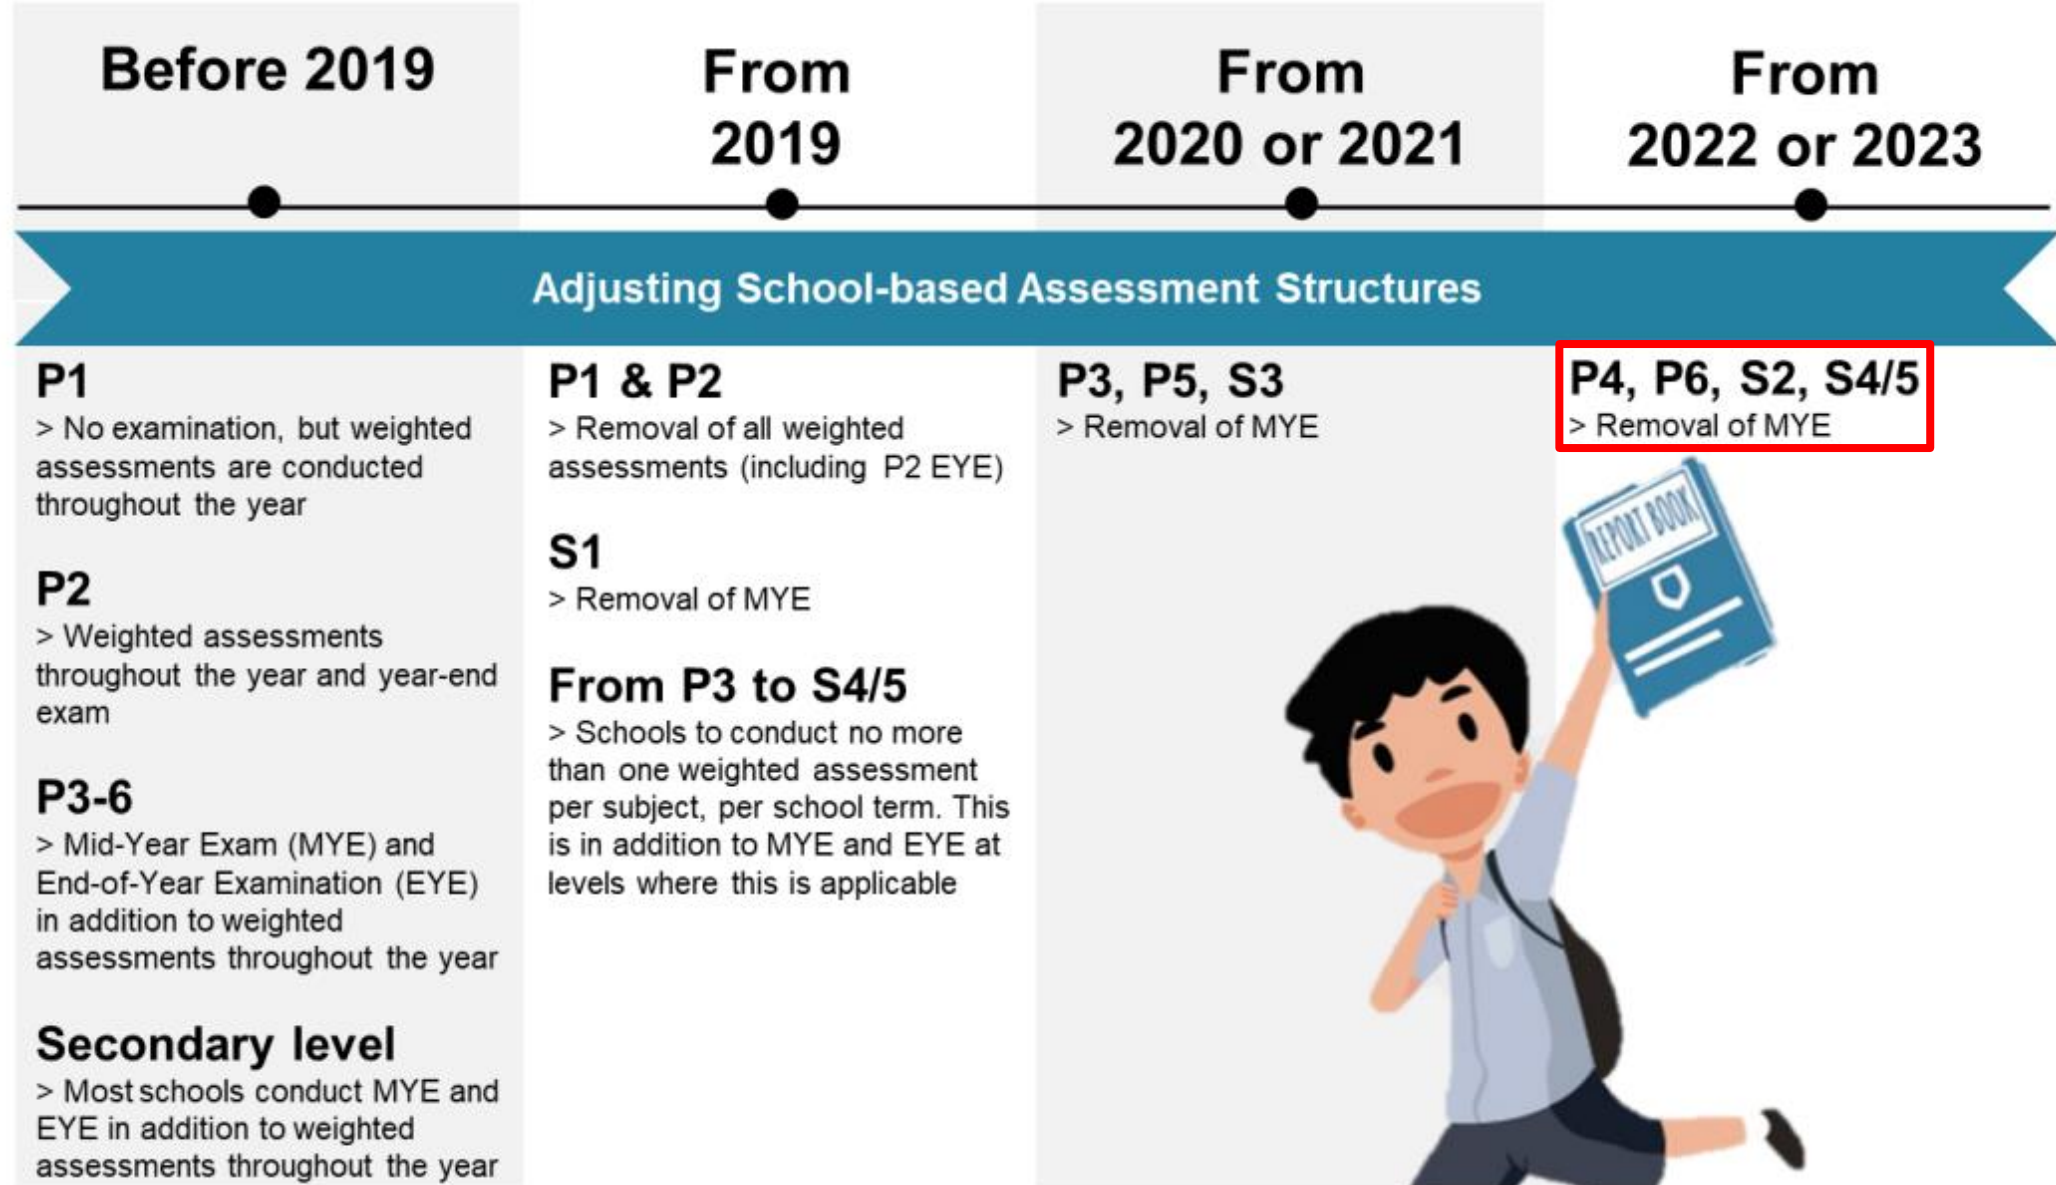 Before 2019
From
2019
From
2020 or 2021
From
2022 or 2023
Adjusting School-based Assessment Structures
P1
> No examination, but weighted
assessments are conducted
throughout the year
P2
> Weighted assessments
throughout the year and year-end
exam
P3-6
> Mid-Year Exam (MYE) and
End-of-Year Examination (EYE)
in addition to weighted
assessments throughout the year
Secondary level
> Most schools conduct MYE and
EYE in addition to weighted
assessments throughout the year
P1 & P2
> Removal of all weighted
assessments (including P2 EYE)
S1
> Removal of MYE
From P3 to S4/5
> Schools to conduct no more
than one weighted assessment
per subject, per school term. This
is in addition to MYE and EYE at
levels where this is applicable
P3, P5, S3
> Removal of MYE
P4, P6, S2, S4/5
> Removal of MYE
REPORT BOOK